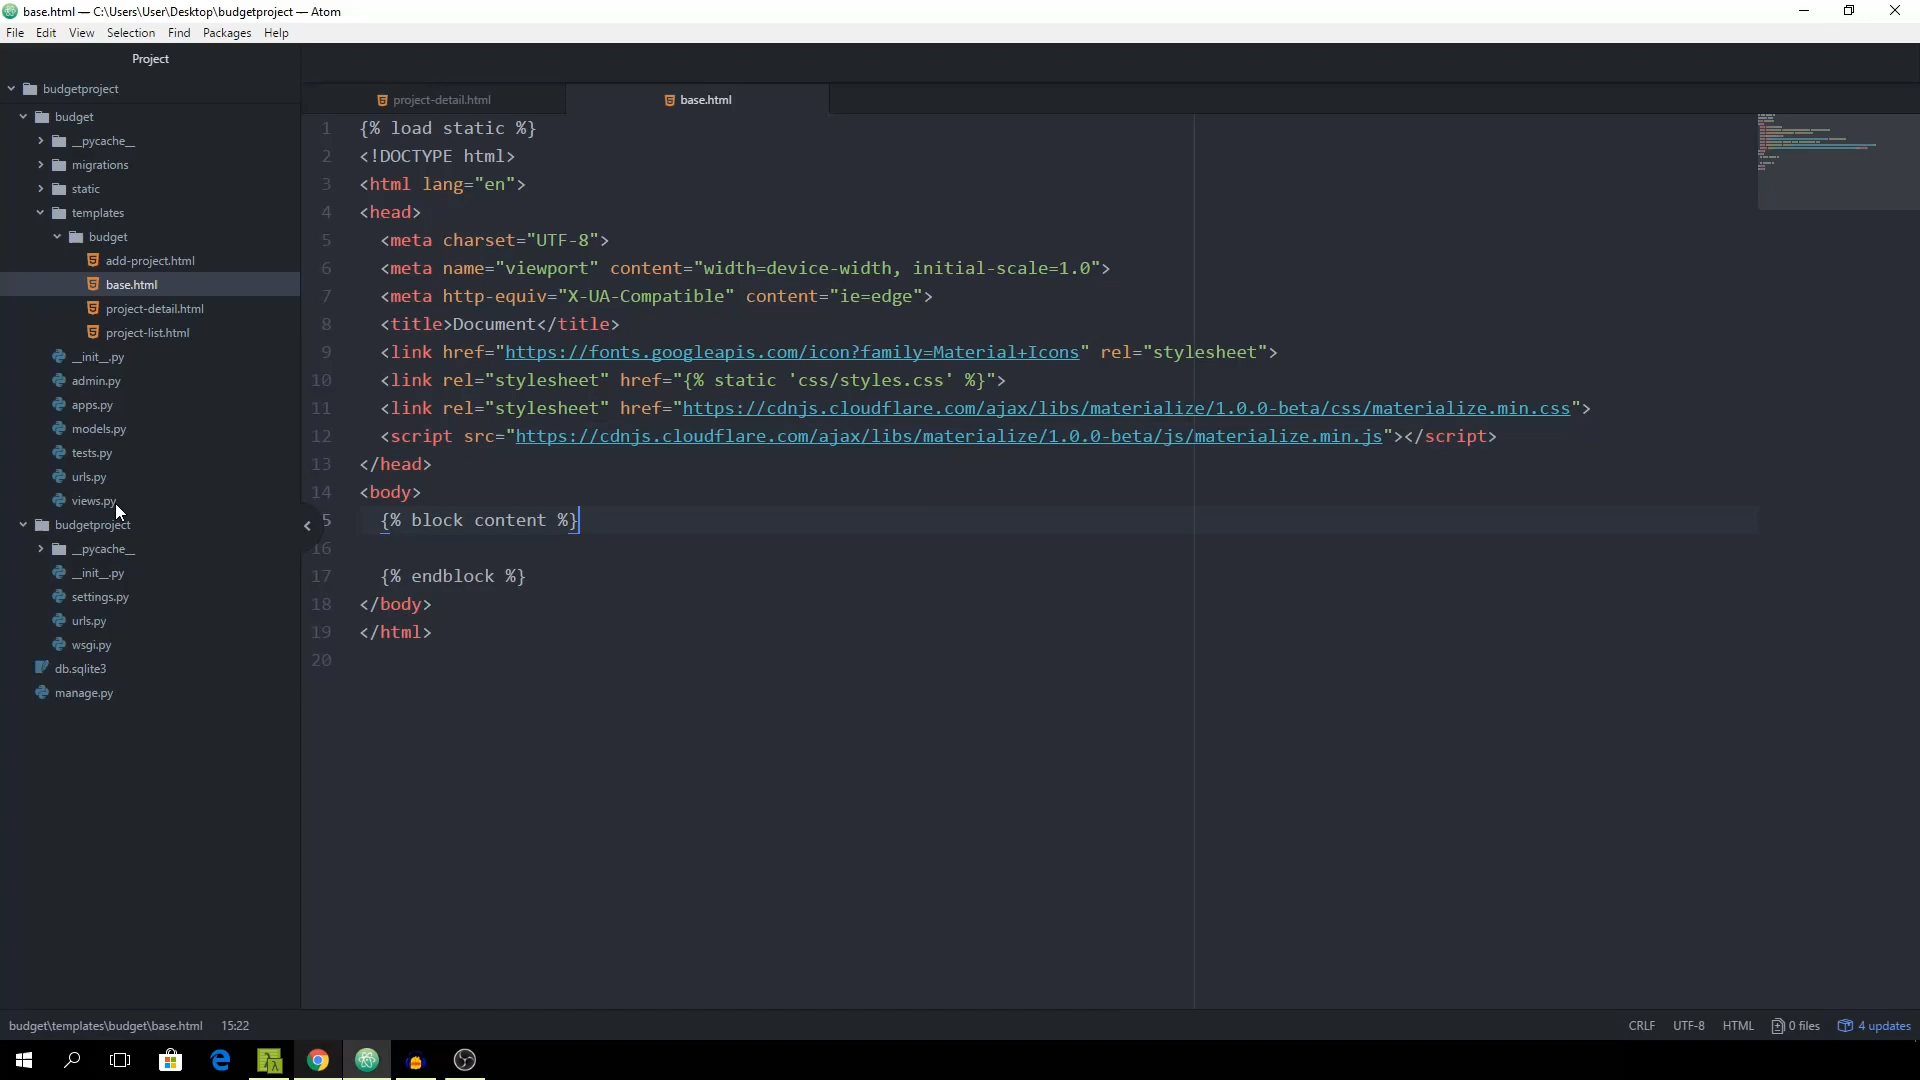 base.html — C:\Users\User\Desktop\budgetproject — Atom
File Edit View Selection Find Packages Help
Project
budgetproject
budget
__pycache__
migrations
static
templates
budget
add-project.html
base.html
project-detail.html
project-list.html
__init__.py
admin.py
apps.py
models.py
tests.py
urls.py
views.py
budgetproject
__pycache__
__init__.py
settings.py
urls.py
wsgi.py
db.sqlite3
manage.py
project-detail.html base.html
1 {% load static %}
2 <!DOCTYPE html>
3 <html lang="en">
4 <head>
5 <meta charset="UTF-8">
6 <meta name="viewport" content="width=device-width, initial-scale=1.0">
7 <meta http-equiv="X-UA-Compatible" content="ie=edge">
8 <title>Document</title>
9 <link href="https://fonts.googleapis.com/icon?family=Material+Icons" rel="stylesheet">
10 <link rel="stylesheet" href="{% static 'css/styles.css' %}">
11 <link rel="stylesheet" href="https://cdnjs.cloudflare.com/ajax/libs/materialize/1.0.0-beta/css/materialize.min.css">
12 <script src="https://cdnjs.cloudflare.com/ajax/libs/materialize/1.0.0-beta/js/materialize.min.js"></script>
13 </head>
14 <body>
5 {% block content %}
16
17 {% endblock %}
18 </body>
19 </html>
20
budget\templates\budget\base.html 15:22
CRLF UTF-8 HTML 0 files 4 updates